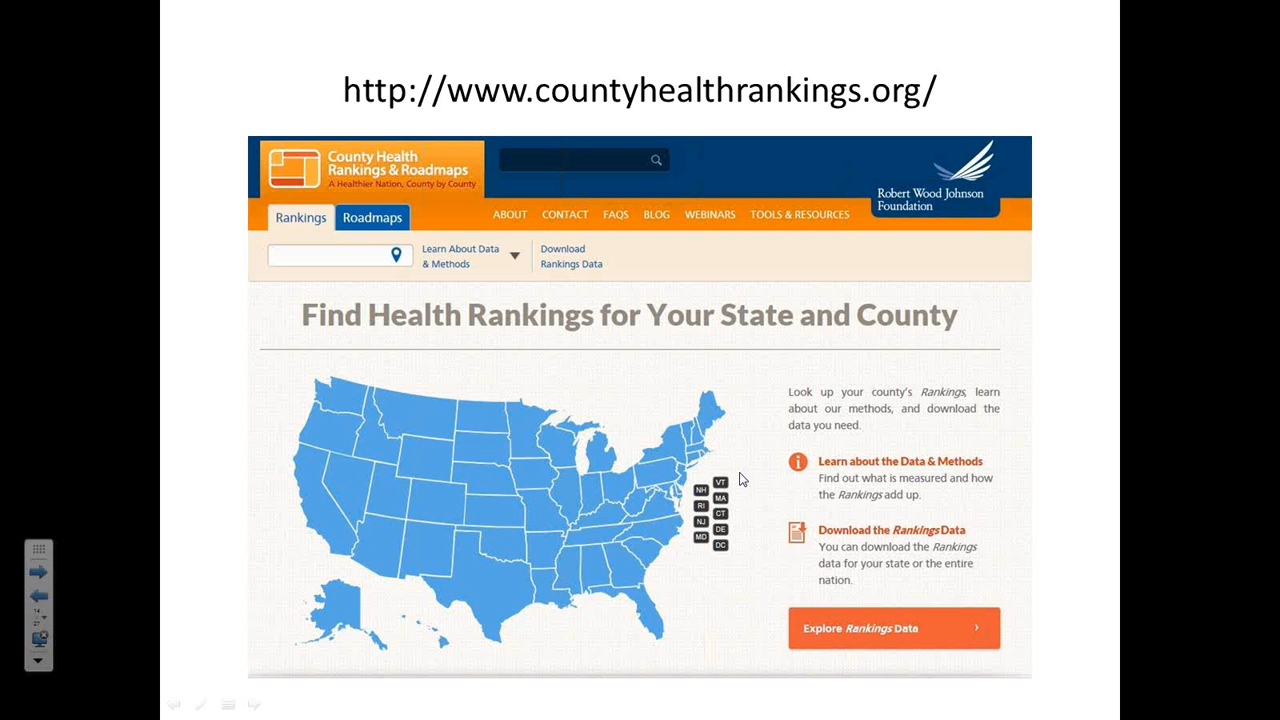 http://www.countyhealthrankings.org/
County Health
Rankings & Roadmaps
A Healthier Nation, County by County
Robert Wood Johnson
Foundation
Rankings
Roadmaps
ABOUT
CONTACT
FAQS
BLOG
WEBINARS
TOOLS & RESOURCES
Learn About Data
& Methods
Download
Rankings Data
Find Health Rankings for Your State and County
Look up your county's Rankings, learn
about our methods, and download the
data you need.
Learn about the Data & Methods
Find out what is measured and how
the Rankings add up.
Download the Rankings Data
You can download the Rankings
data for your state or the entire
nation.
Explore Rankings Data
VT
NH
MA
RI
CT
NJ
DE
MD
DC
14
27